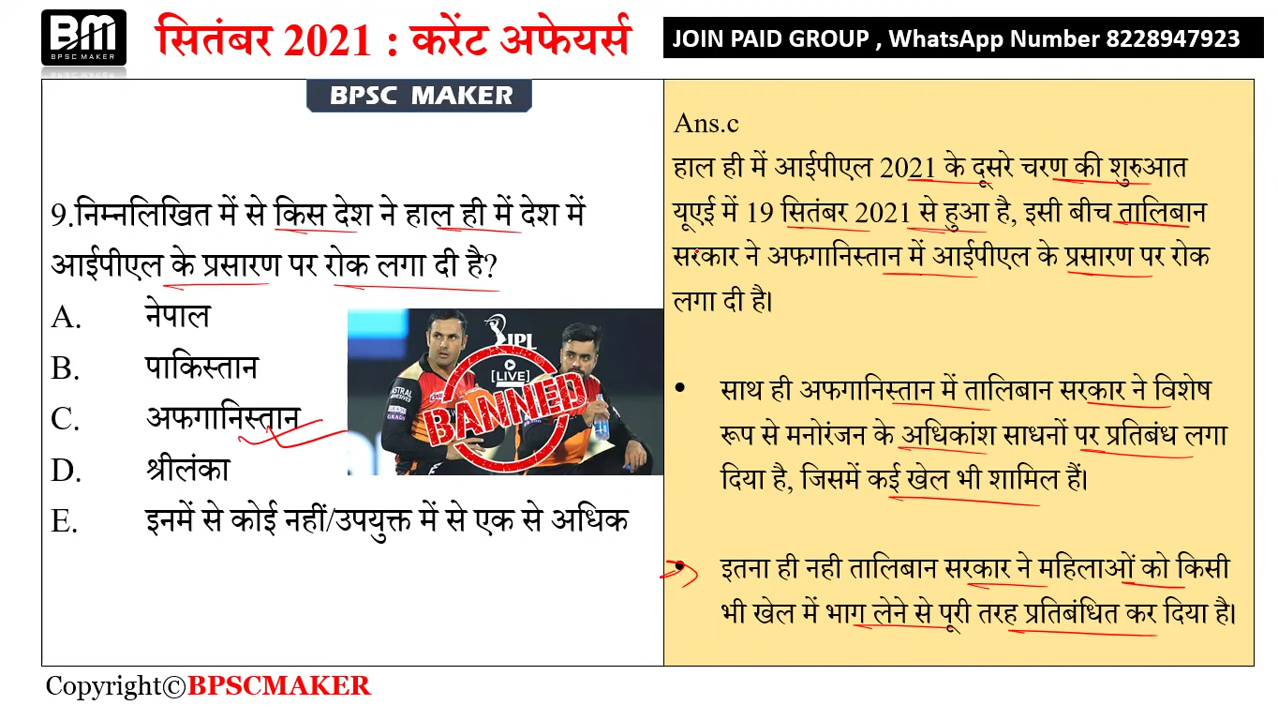 BM
BPSC MAKER
सितंबर 2021 : करेंट अफेयर्स
JOIN PAID GROUP , WhatsApp Number 8228947923
BPSC MAKER
9.निम्नलिखित में से किस देश ने हाल ही में देश में
आईपीएल के प्रसारण पर रोक लगा दी है?
A. नेपाल
B. पाकिस्तान
C. अफगानिस्तान
D. श्रीलंका
E. इनमें से कोई नहीं/उपयुक्त में से एक से अधिक
IPL
[LIVE]
BANNED
Ans.c
हाल ही में आईपीएल 2021 के दूसरे चरण की शुरुआत
यूएई में 19 सितंबर 2021 से हुआ है, इसी बीच तालिबान
सरकार ने अफगानिस्तान में आईपीएल के प्रसारण पर रोक
लगा दी है।
• साथ ही अफगानिस्तान में तालिबान सरकार ने विशेष
रूप से मनोरंजन के अधिकांश साधनों पर प्रतिबंध लगा
दिया है, जिसमें कई खेल भी शामिल हैं।
• इतना ही नही तालिबान सरकार ने महिलाओं को किसी
भी खेल में भाग लेने से पूरी तरह प्रतिबंधित कर दिया है।
Copyright©BPSCMAKER